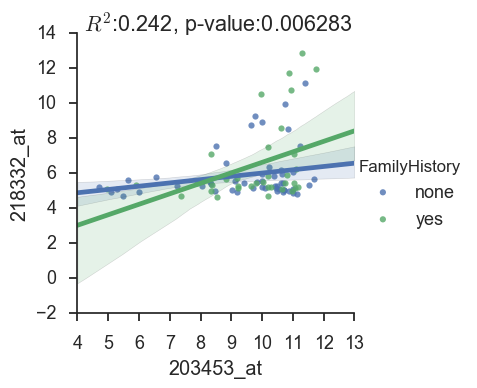 R²:0.242, p-value:0.006283
14
12
10
8
6
4
2
0
−2
218332_at
4 5 6 7 8 9 10 11 12 13
203453_at
FamilyHistory
none
yes